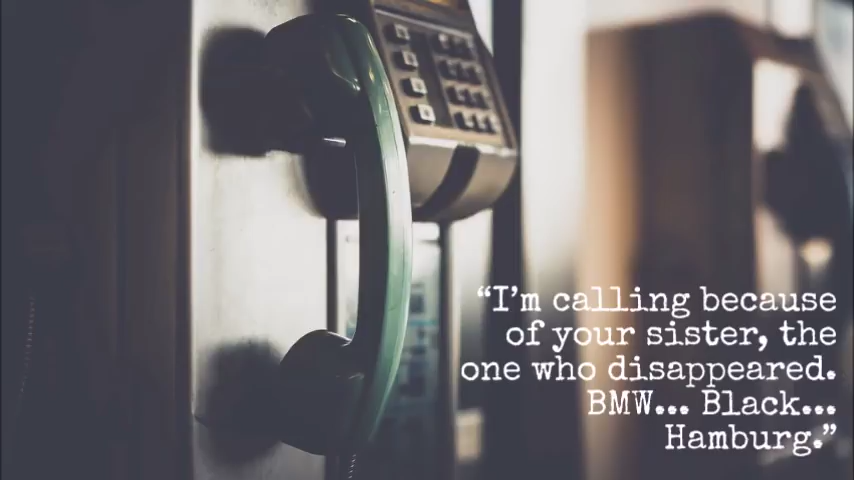 “I’m calling because
of your sister, the
one who disappeared.
BMW... Black...
Hamburg.”